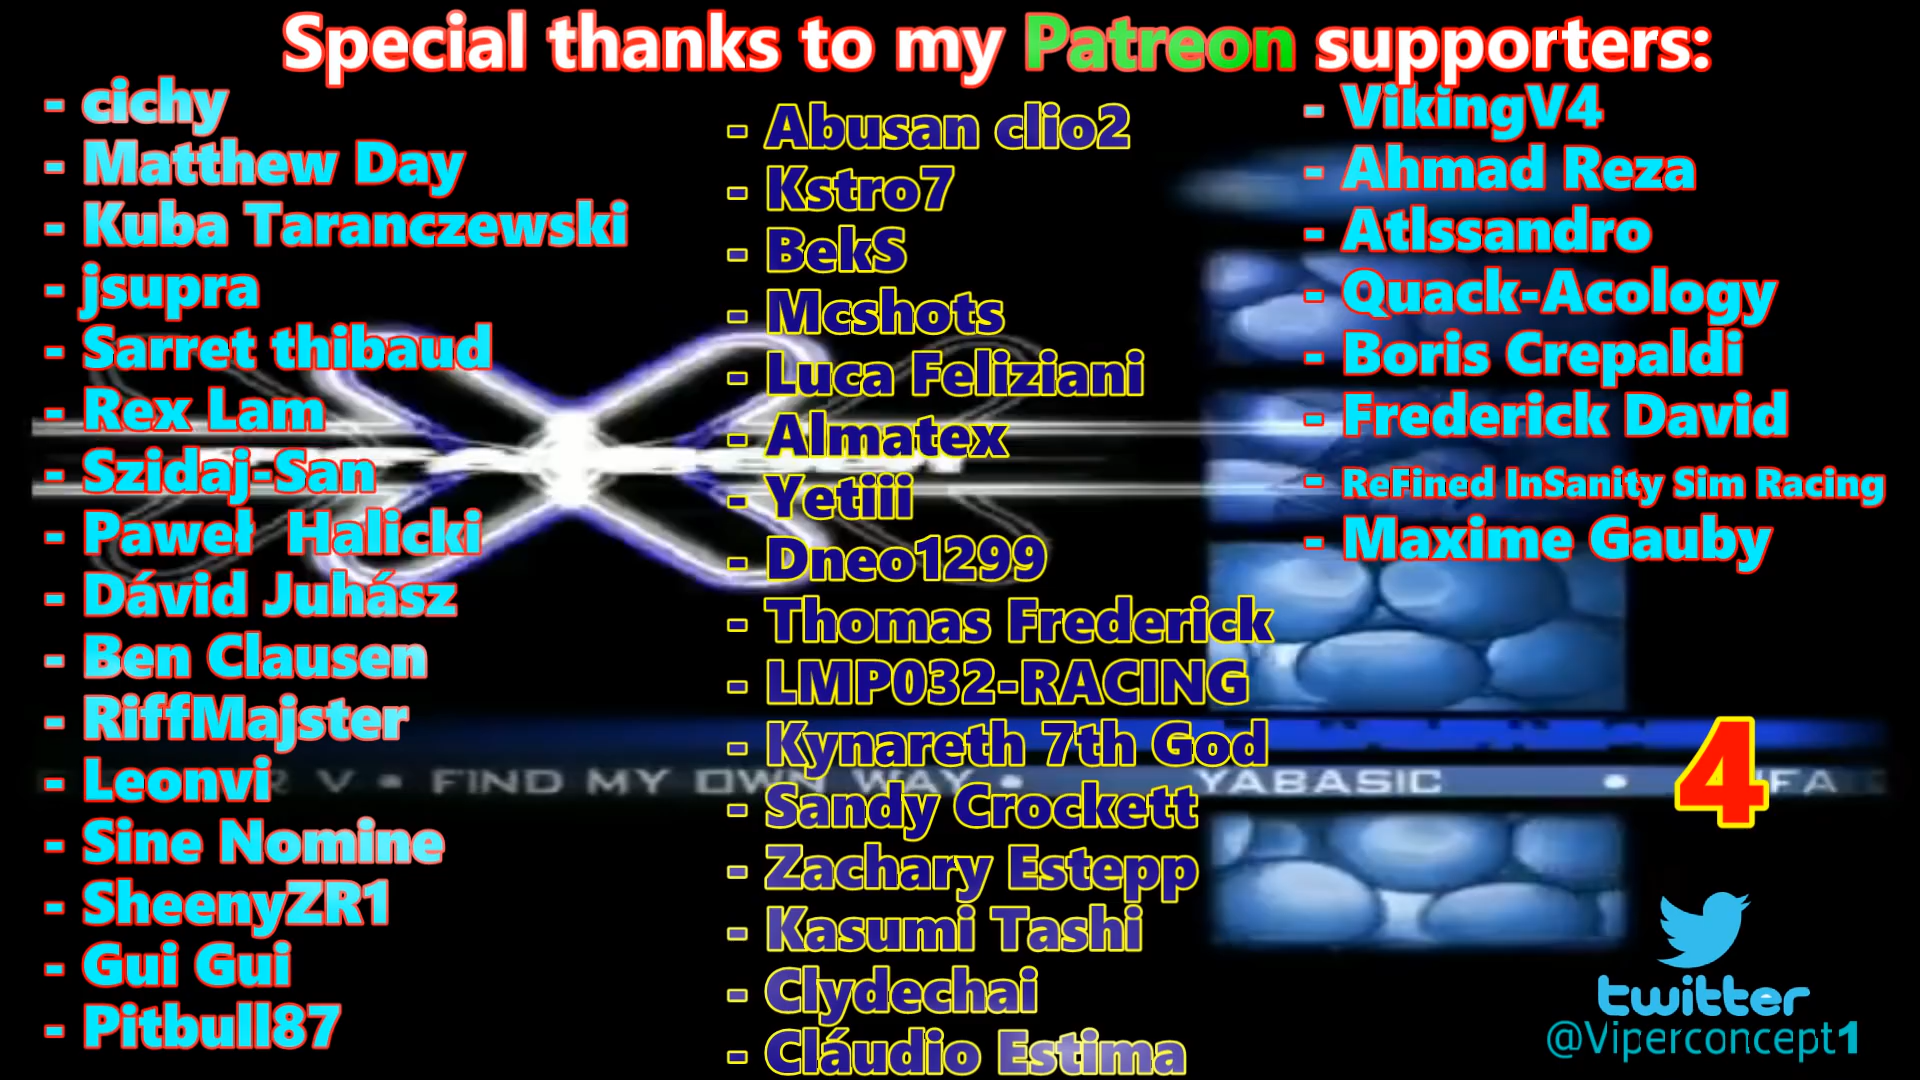 Special thanks to my Patreon supporters:
- cichy
- Matthew Day
- Kuba Taranczewski
- jsupra
- Sarret thibaud
- Rex Lam
- Szidaj-San
- Paweł Halicki
- Dávid Juhász
- Ben Clausen
- RiffMajster
- Leonvi
- Sine Nomine
- SheenyZR1
- Gui Gui
- Pitbull87
- Abusan clio2
- Kstro7
- BekS
- Mcshots
- Luca Feliziani
- Almatex
- Yetiii
- Dneo1299
- Thomas Frederick
- LMP032-RACING
- Kynareth 7th God
- Sandy Crockett
- Zachary Estepp
- Kasumi Tashi
- Clydechai
- Cláudio Estima
- VikingV4
- Ahmad Reza
- Atlssandro
- Quack-Acology
- Boris Crepaldi
- Frederick David
- ReFined InSanity Sim Racing
- Maxime Gauby
V • FIND MY OWN WAY • YABASIC •
4
twitter
@Viperconcept1